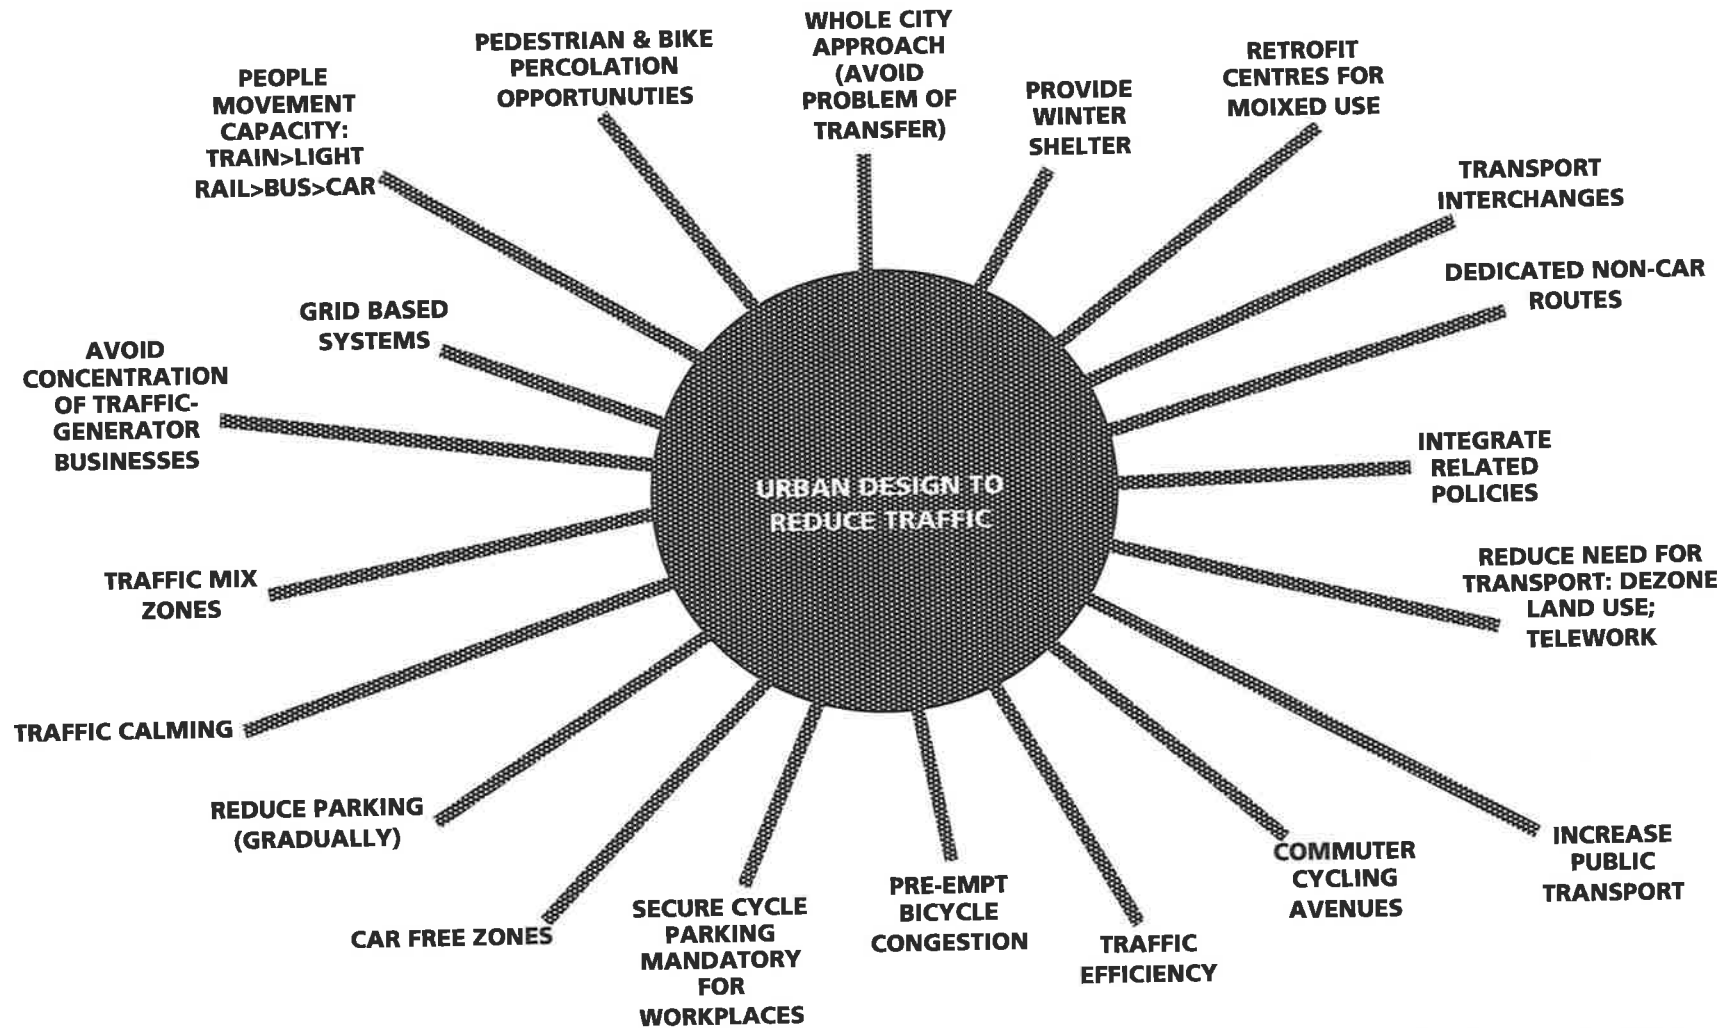 WHOLE CITY
APPROACH
(AVOID
PROBLEM OF
TRANSFER)
PEDESTRIAN & BIKE
PERCOLATION
OPPORTUNUTIES
PEOPLE
MOVEMENT
CAPACITY:
TRAIN>LIGHT
RAIL>BUS>CAR
PROVIDE
WINTER
SHELTER
RETROFIT
CENTRES FOR
MOIXED USE
TRANSPORT
INTERCHANGES
DEDICATED NON-CAR
ROUTES
GRID BASED
SYSTEMS
AVOID
CONCENTRATION
OF TRAFFIC-
GENERATOR
BUSINESSES
INTEGRATE
RELATED
POLICIES
URBAN DESIGN TO
REDUCE TRAFFIC
REDUCE NEED FOR
TRANSPORT: DEZONE
LAND USE;
TELEWORK
TRAFFIC MIX
ZONES
TRAFFIC CALMING
REDUCE PARKING
(GRADUALLY)
CAR FREE ZONES
SECURE CYCLE
PARKING
MANDATORY
FOR
WORKPLACES
PRE-EMPT
BICYCLE
CONGESTION
TRAFFIC
EFFICIENCY
COMMUTER
CYCLING
AVENUES
INCREASE
PUBLIC
TRANSPORT